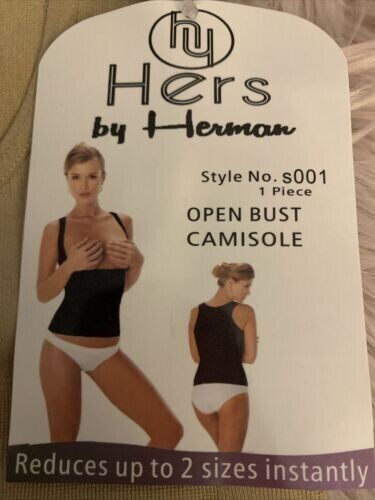 hy
Hers
by Herman
Style No. s001
1 Piece
OPEN BUST
CAMISOLE
Reduces up to 2 sizes instantly